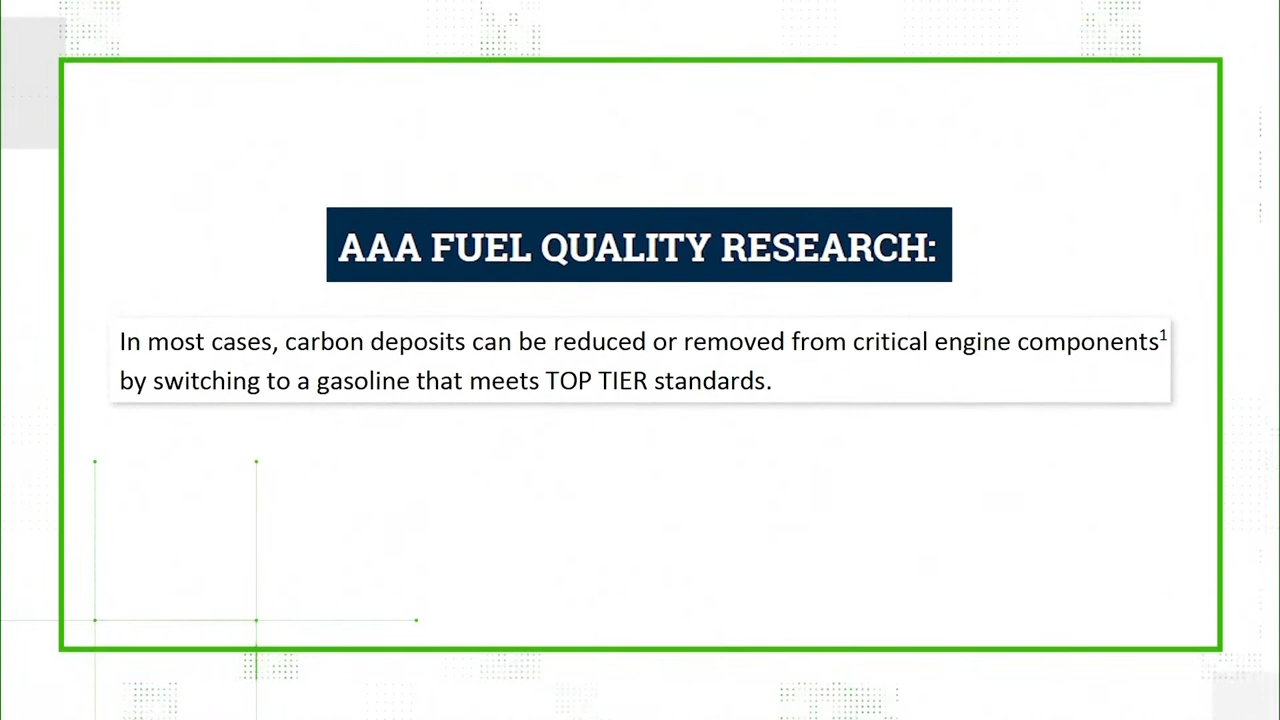 AAA FUEL QUALITY RESEARCH:
In most cases, carbon deposits can be reduced or removed from critical engine components¹
by switching to a gasoline that meets TOP TIER standards.